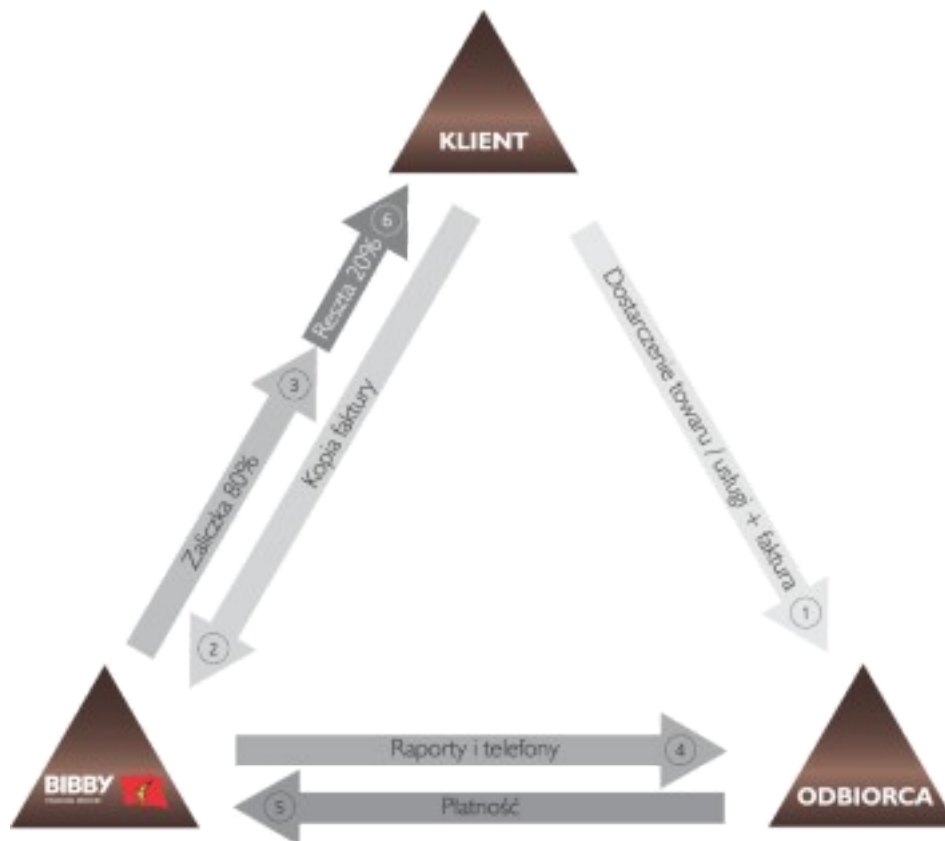 KLIENT
6
Reszta 20%
3
Zaliczka 80%
Kopia faktury
2
Dostarczenie towaru / usługi + faktura
1
BIBBY
Raporty i telefony
4
5
Płatność
ODBIORCA